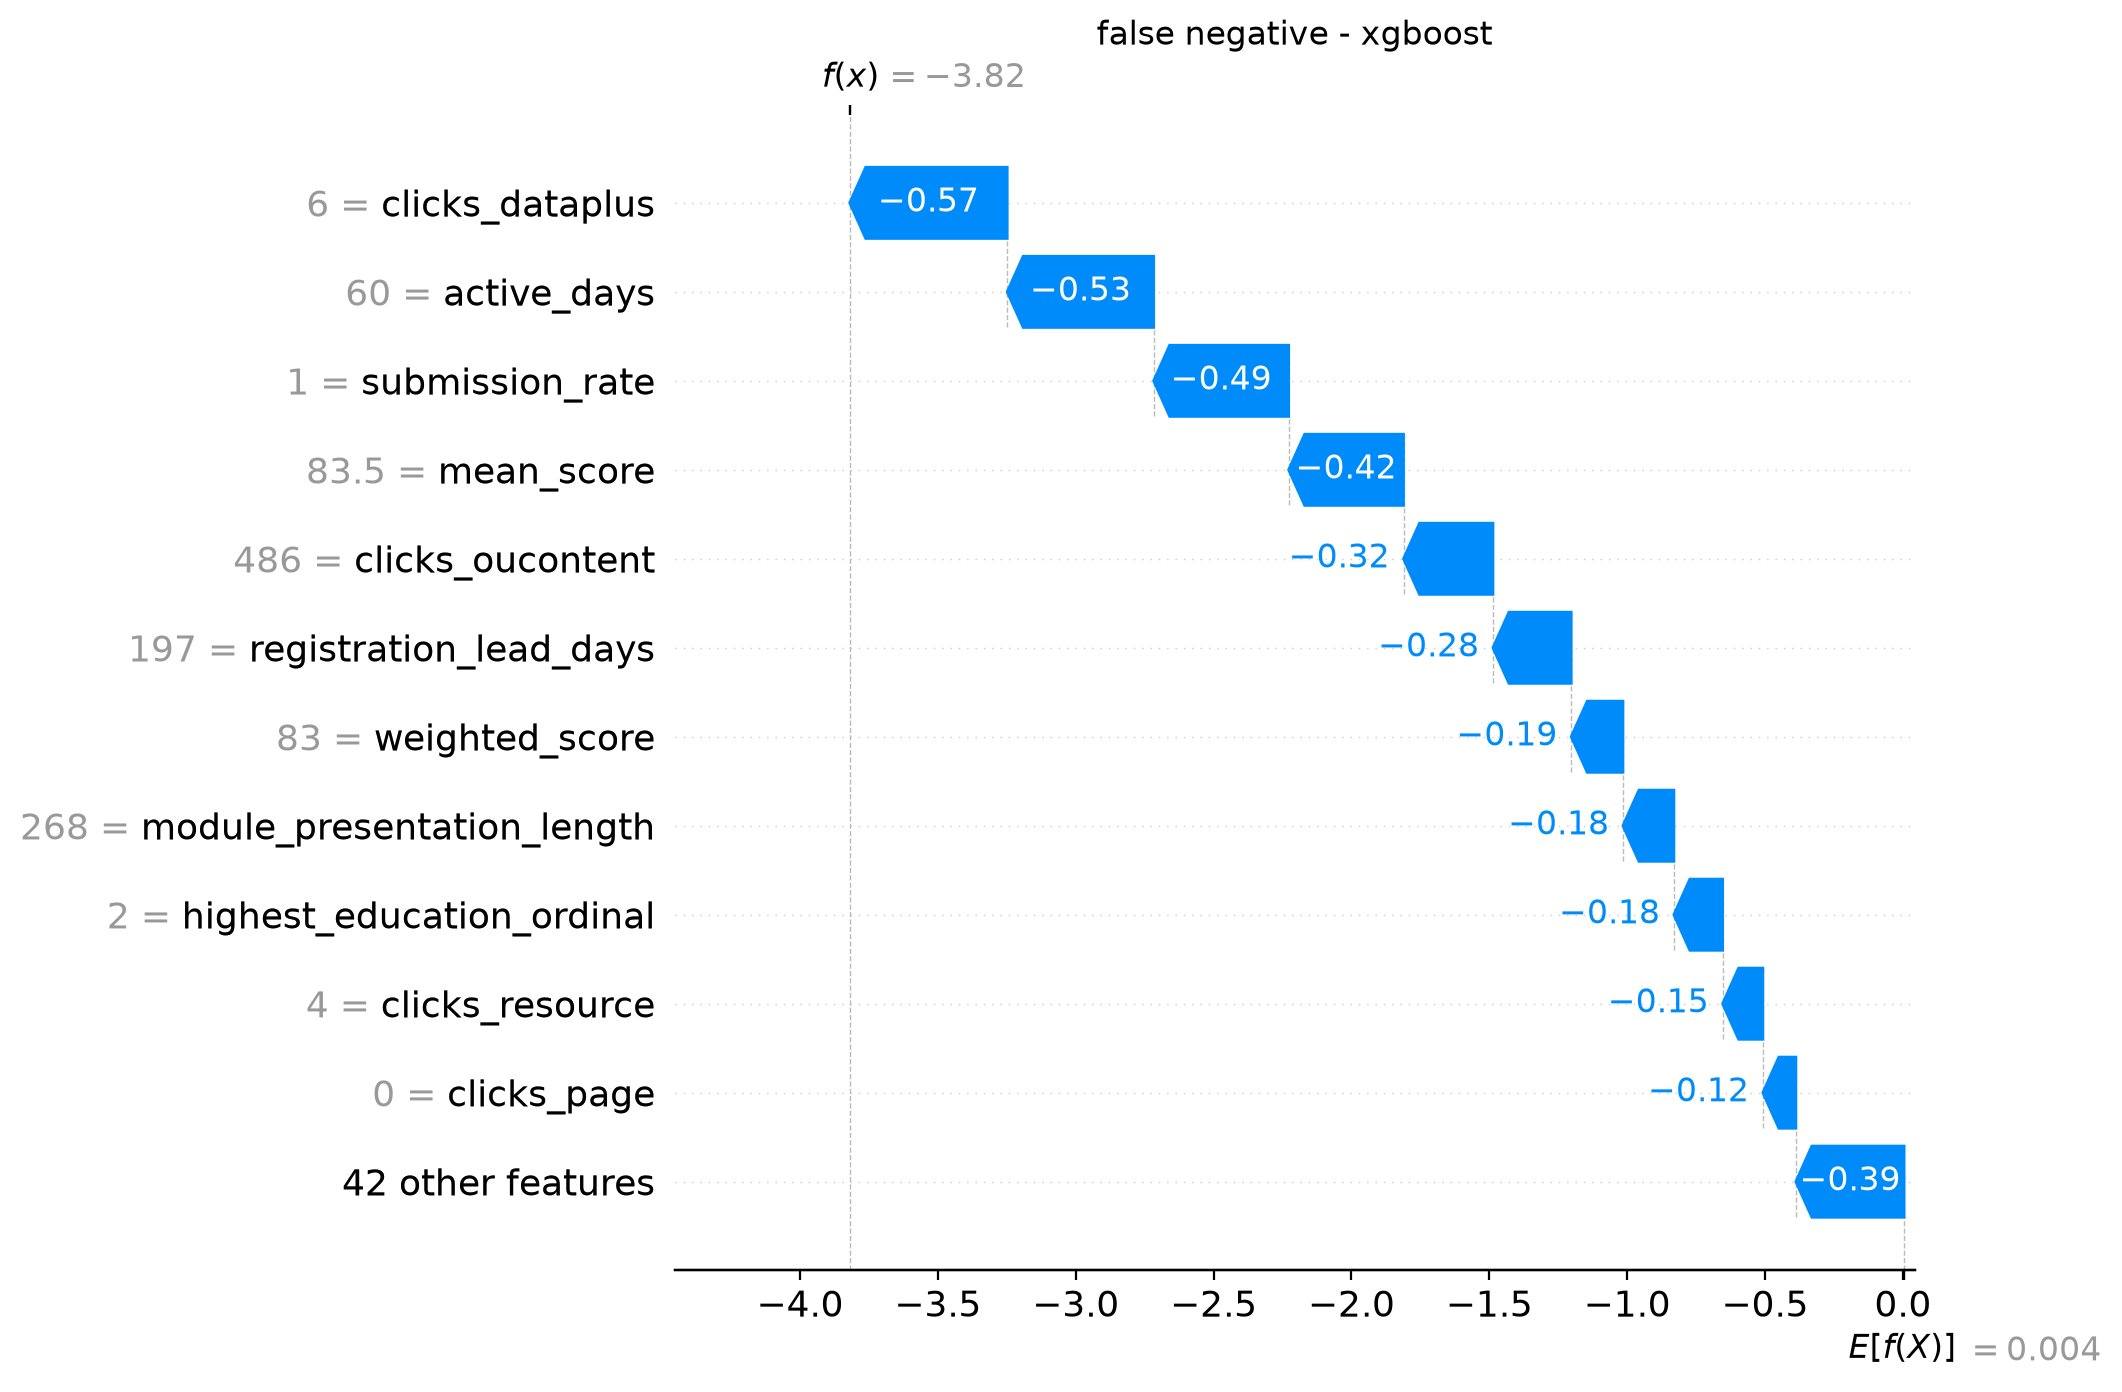 false negative - xgboost
f(x) = −3.82
6 = clicks_dataplus −0.57
60 = active_days −0.53
1 = submission_rate −0.49
83.5 = mean_score −0.42
486 = clicks_oucontent −0.32
197 = registration_lead_days −0.28
83 = weighted_score −0.19
268 = module_presentation_length −0.18
2 = highest_education_ordinal −0.18
4 = clicks_resource −0.15
0 = clicks_page −0.12
42 other features −0.39
−4.0 −3.5 −3.0 −2.5 −2.0 −1.5 −1.0 −0.5 0.0
E[f(X)] = 0.004